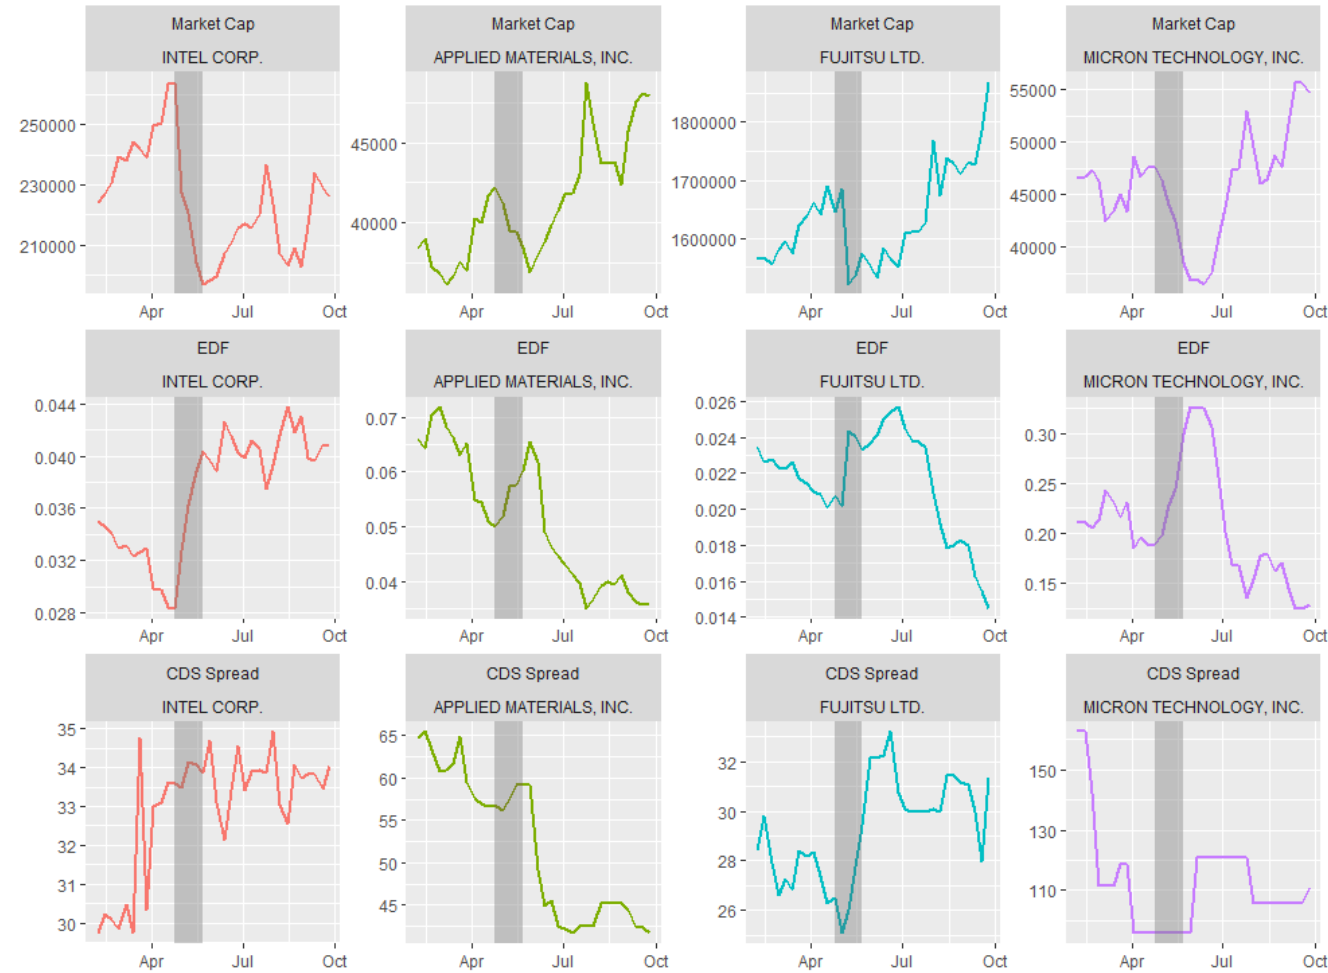 Market Cap
INTEL CORP.
250000
230000
210000
Apr Jul Oct
Market Cap
APPLIED MATERIALS, INC.
45000
40000
Apr Jul Oct
Market Cap
FUJITSU LTD.
1800000
1700000
1600000
Apr Jul Oct
Market Cap
MICRON TECHNOLOGY, INC.
55000
50000
45000
40000
Apr Jul Oct
EDF
INTEL CORP.
0.044
0.040
0.036
0.032
0.028
Apr Jul Oct
EDF
APPLIED MATERIALS, INC.
0.07
0.06
0.05
0.04
Apr Jul Oct
EDF
FUJITSU LTD.
0.026
0.024
0.022
0.020
0.018
0.016
0.014
Apr Jul Oct
EDF
MICRON TECHNOLOGY, INC.
0.30
0.25
0.20
0.15
Apr Jul Oct
CDS Spread
INTEL CORP.
35
34
33
32
31
30
Apr Jul Oct
CDS Spread
APPLIED MATERIALS, INC.
65
60
55
50
45
Apr Jul Oct
CDS Spread
FUJITSU LTD.
32
30
28
26
Apr Jul Oct
CDS Spread
MICRON TECHNOLOGY, INC.
150
130
110
Apr Jul Oct